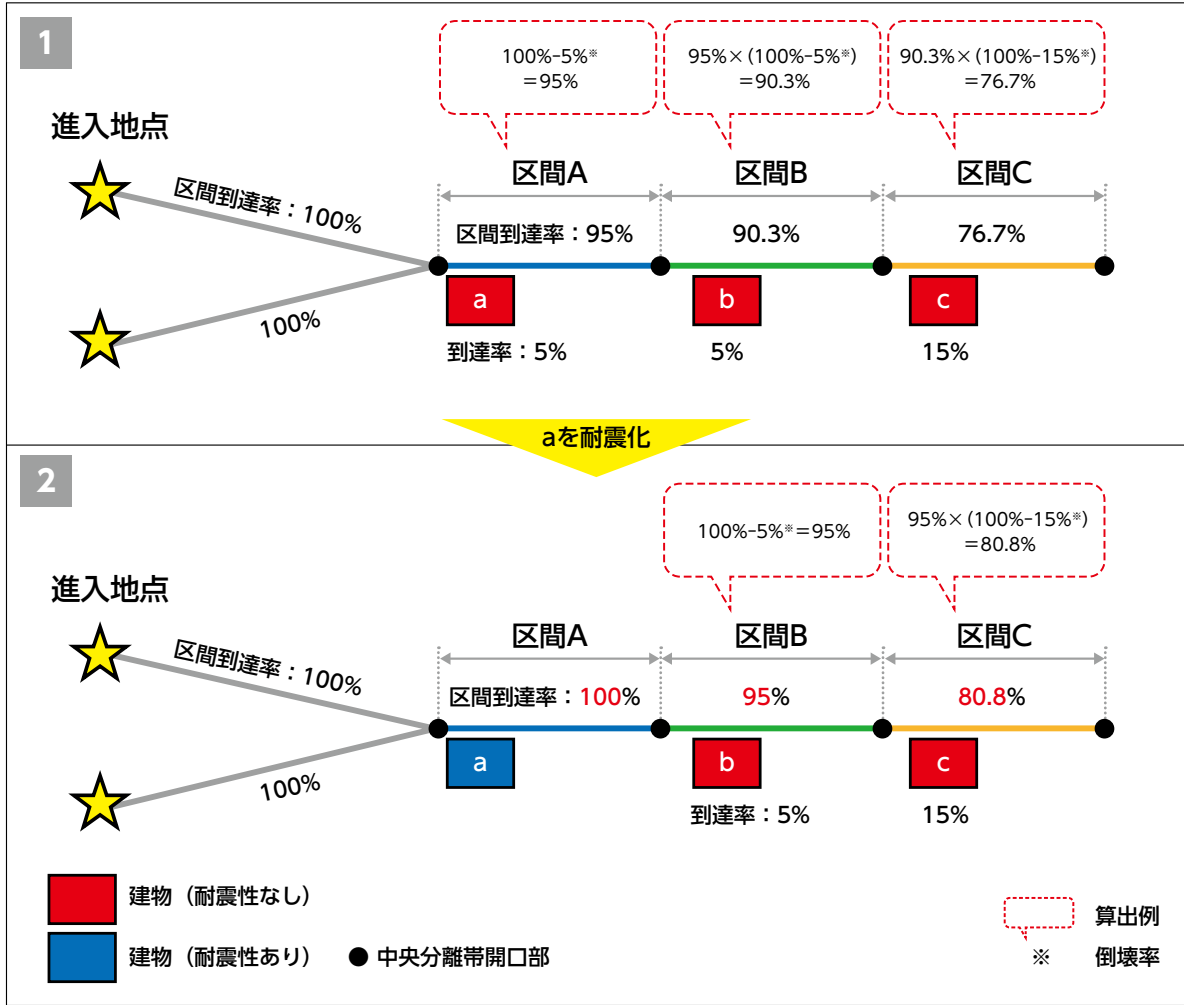 1
100%-5%※
=95%
95%×(100%-5%※)
=90.3%
90.3%×(100%-15%※)
=76.7%
進入地点
区間A
区間B
区間C
区間到達率：100%
100%
区間到達率：95%
90.3%
76.7%
a
b
c
到達率：5%
5%
15%
aを耐震化
2
100%-5%※=95%
95%×(100%-15%※)
=80.8%
進入地点
区間A
区間B
区間C
区間到達率：100%
100%
区間到達率：100%
95%
80.8%
a
b
c
到達率：5%
15%
建物（耐震性なし）
建物（耐震性あり）
● 中央分離帯開口部
算出例
※ 倒壊率